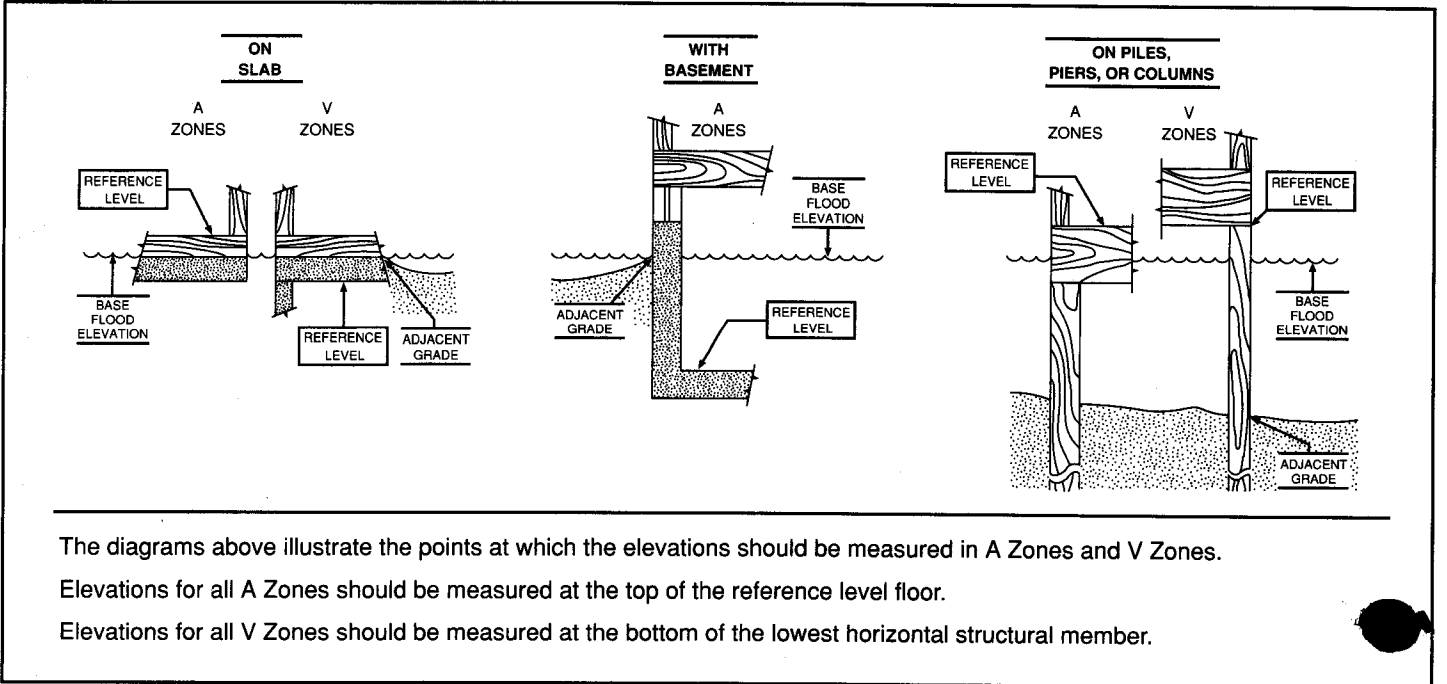 ON
SLAB
A
ZONES
V
ZONES
REFERENCE
LEVEL
BASE
FLOOD
ELEVATION
REFERENCE
LEVEL
ADJACENT
GRADE
WITH
BASEMENT
A
ZONES
BASE
FLOOD
ELEVATION
ADJACENT
GRADE
REFERENCE
LEVEL
ON PILES,
PIERS, OR COLUMNS
A
ZONES
V
ZONES
REFERENCE
LEVEL
REFERENCE
LEVEL
BASE
FLOOD
ELEVATION
ADJACENT
GRADE
The diagrams above illustrate the points at which the elevations should be measured in A Zones and V Zones.
Elevations for all A Zones should be measured at the top of the reference level floor.
Elevations for all V Zones should be measured at the bottom of the lowest horizontal structural member.